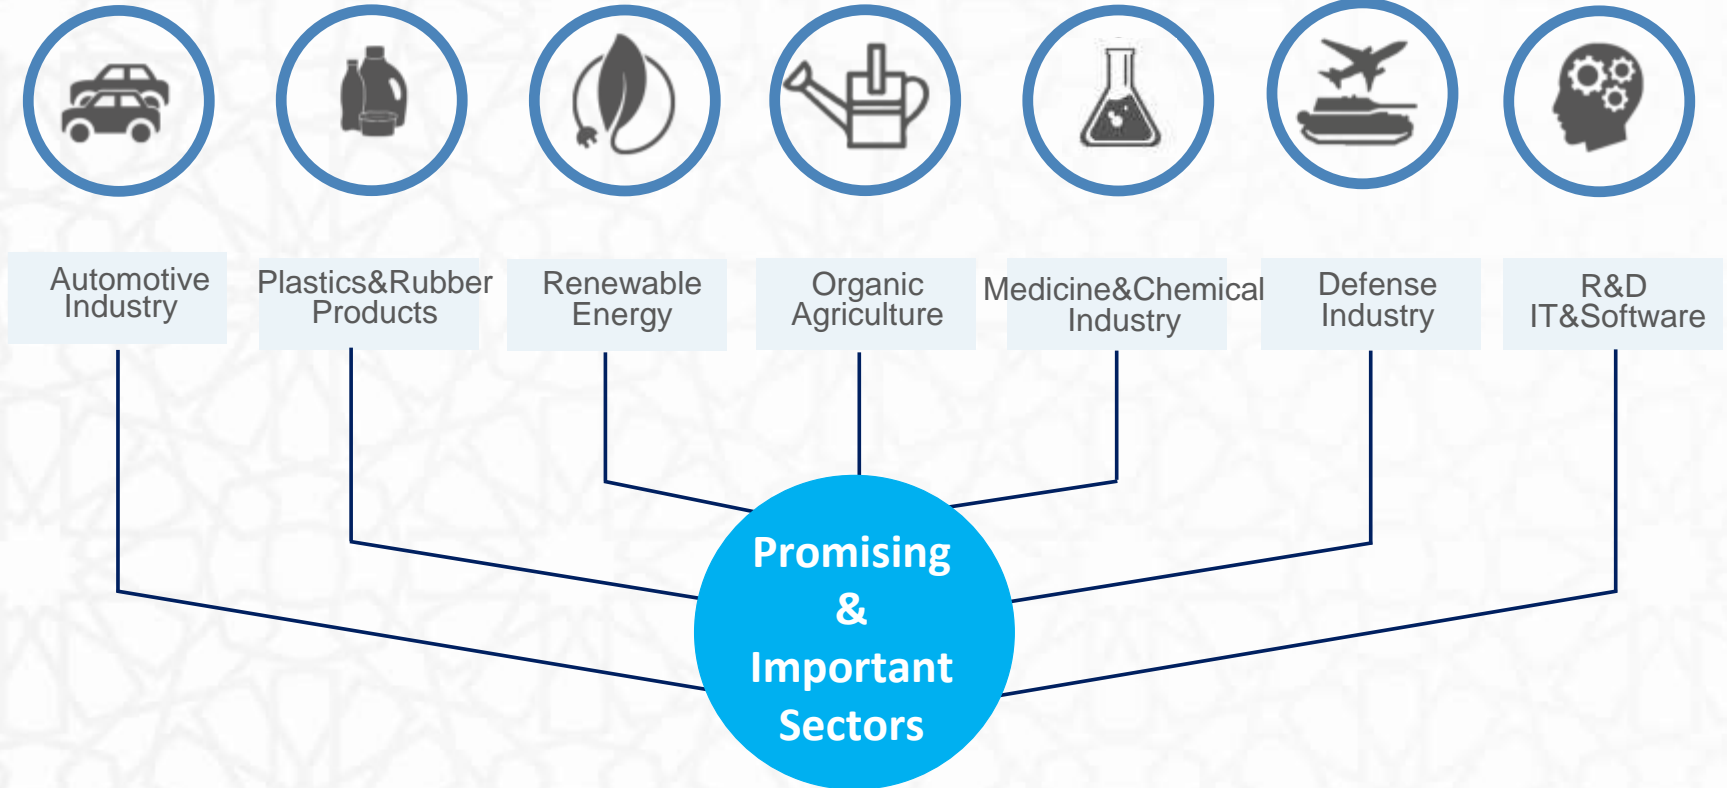 Automotive
Industry
Plastics&Rubber
Products
Renewable
Energy
Organic
Agriculture
Medicine&Chemical
Industry
Defense
Industry
R&D
IT&Software
Promising
&
Important
Sectors